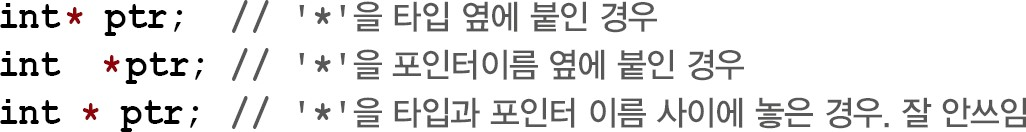 int* ptr; // '*'을 타입 옆에 붙인 경우
int *ptr; // '*'을 포인터이름 옆에 붙인 경우
int * ptr; // '*'을 타입과 포인터 이름 사이에 놓은 경우. 잘 안쓰임